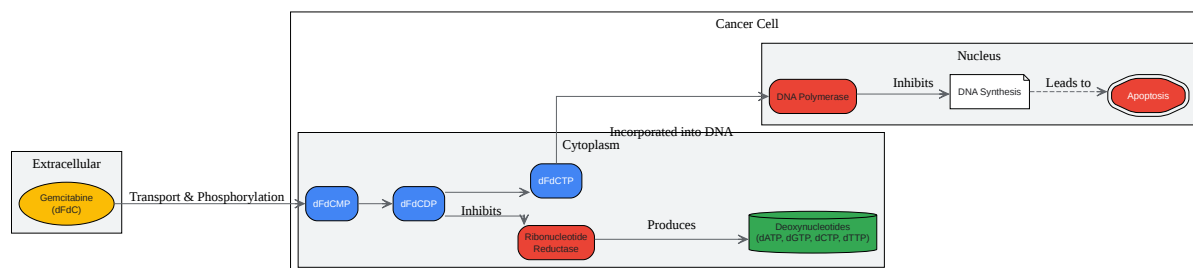 Cancer Cell
Nucleus
DNA Polymerase
Inhibits
DNA Synthesis
Leads to
Apoptosis
Incorporated into DNA
Cytoplasm
Extracellular
Gemcitabine
(dFdC)
Transport & Phosphorylation
dFdCMP
dFdCDP
dFdCTP
Inhibits
Ribonucleotide
Reductase
Produces
Deoxynucleotides
(dATP, dGTP, dCTP, dTTP)